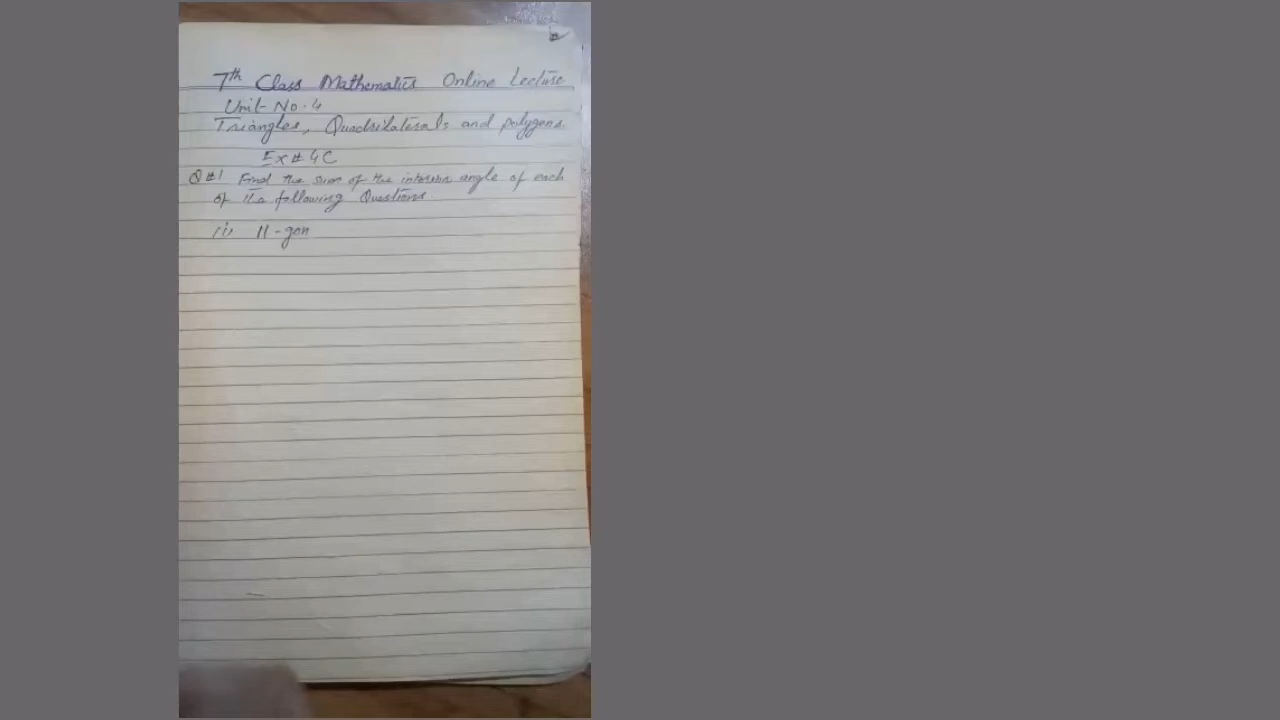 7th Class Mathematics Online Lecture
Unit No. 4
Triangles, Quadrilaterals and polygons.
Ex # 4C
Q#1 Find the sum of the interior angle of each
of the following Questions
(i) 11-gon